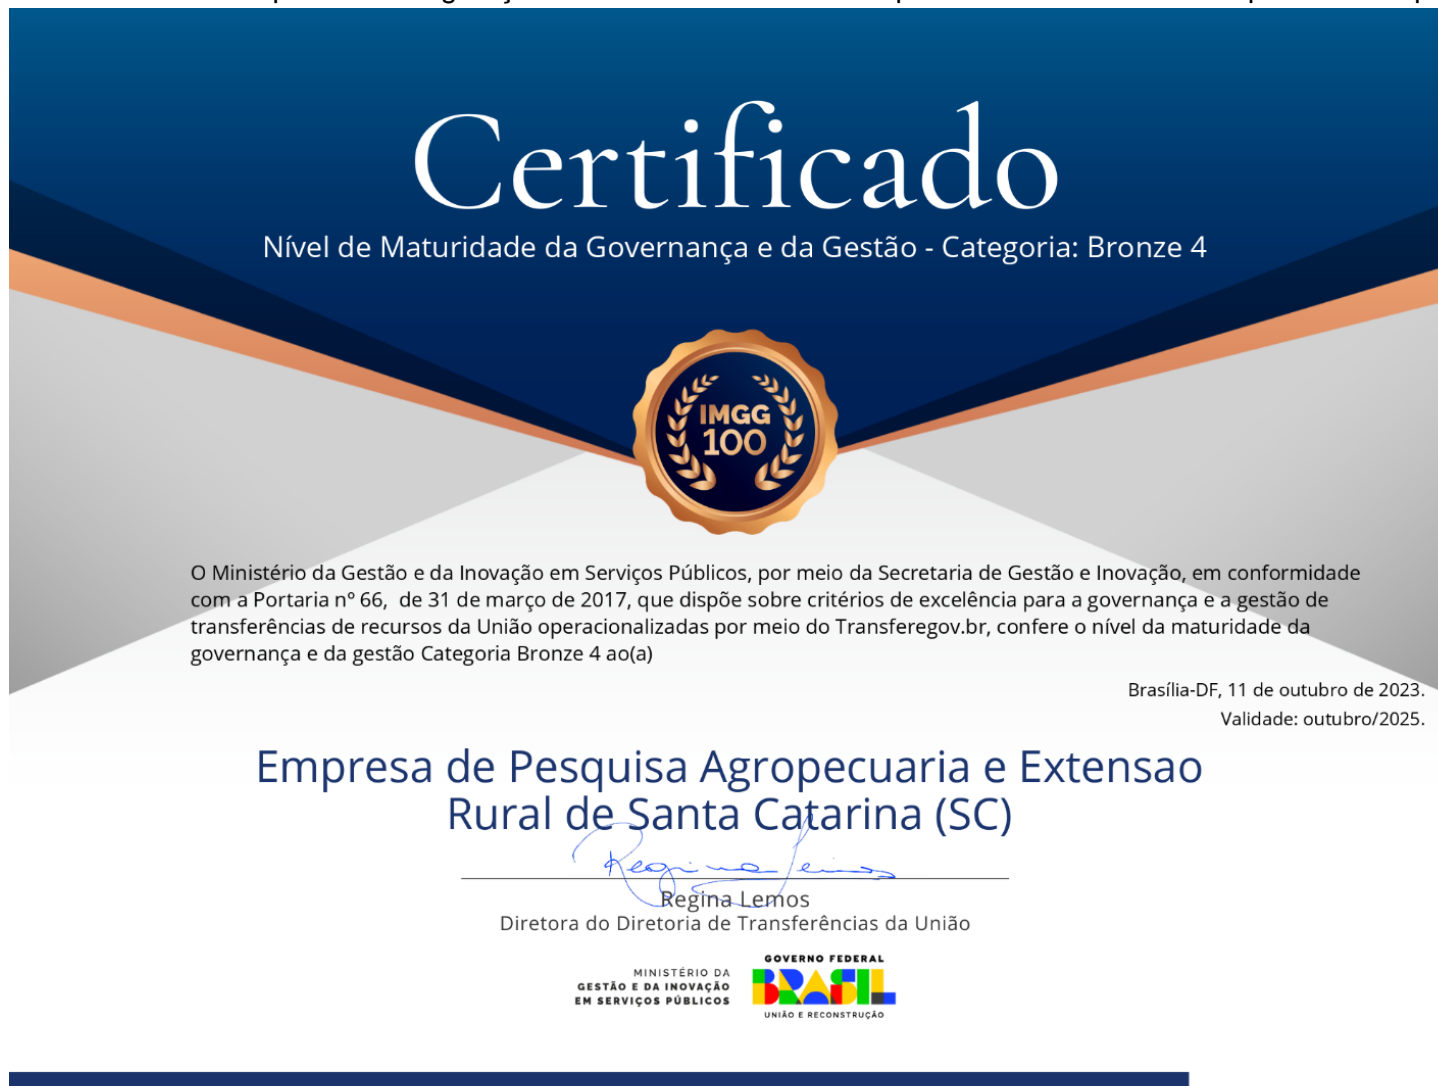 Certificado
Nível de Maturidade da Governança e da Gestão - Categoria: Bronze 4
IMGG
100
O Ministério da Gestão e da Inovação em Serviços Públicos, por meio da Secretaria de Gestão e Inovação, em conformidade
com a Portaria nº 66, de 31 de março de 2017, que dispõe sobre critérios de excelência para a governança e a gestão de
transferências de recursos da União operacionalizadas por meio do Transferegov.br, confere o nível da maturidade da
governança e da gestão Categoria Bronze 4 ao(a)
Brasília-DF, 11 de outubro de 2023.
Validade: outubro/2025.
Empresa de Pesquisa Agropecuaria e Extensao
Rural de Santa Catarina (SC)
Regina Lemos
Regina Lemos
Diretora do Diretoria de Transferências da União
MINISTÉRIO DA
GESTÃO E DA INOVAÇÃO
EM SERVIÇOS PÚBLICOS
GOVERNO FEDERAL
BRASIL
UNIÃO E RECONSTRUÇÃO